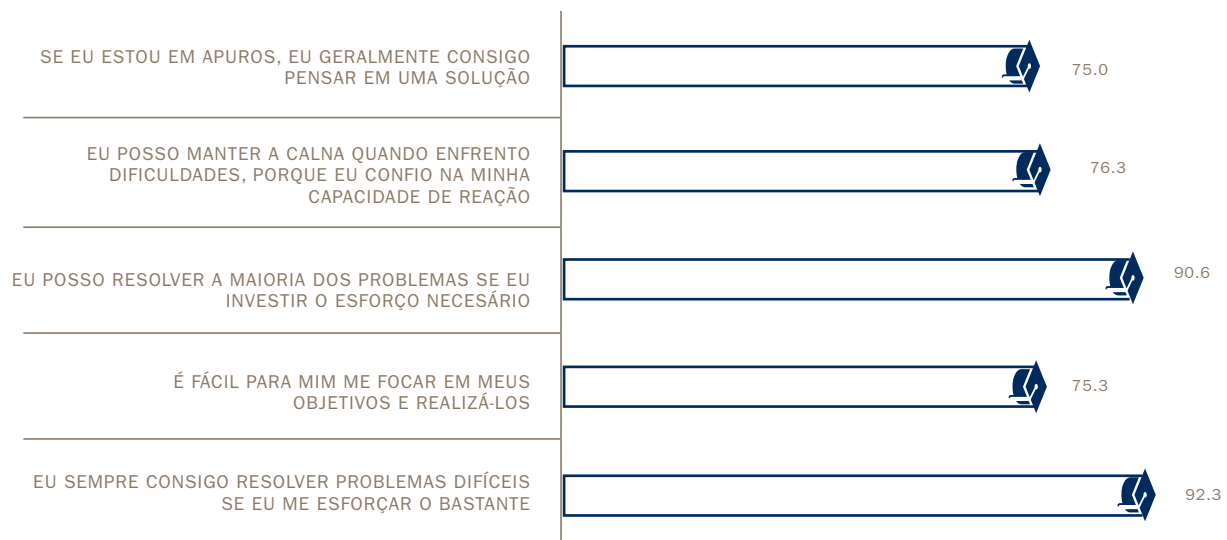 SE EU ESTOU EM APUROS, EU GERALMENTE CONSIGO
PENSAR EM UMA SOLUÇÃO
75.0
EU POSSO MANTER A CALNA QUANDO ENFRENTO
DIFICULDADES, PORQUE EU CONFIO NA MINHA
CAPACIDADE DE REAÇÃO
76.3
EU POSSO RESOLVER A MAIORIA DOS PROBLEMAS SE EU
INVESTIR O ESFORÇO NECESÁRIO
90.6
É FÁCIL PARA MIM ME FOCAR EM MEUS
OBJETIVOS E REALIZÁ-LOS
75.3
EU SEMPRE CONSIGO RESOLVER PROBLEMAS DIFÍCEIS
SE EU ME ESFORÇAR O BASTANTE
92.3